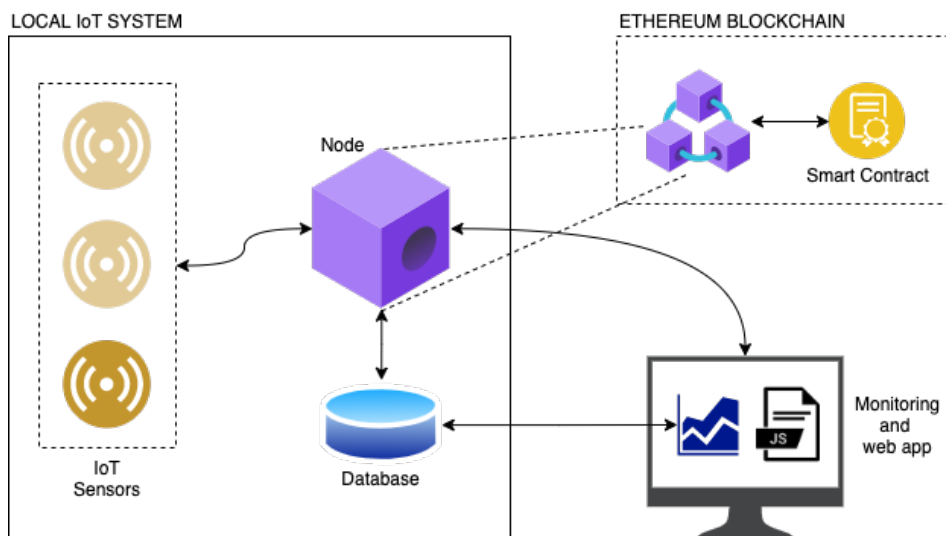 LOCAL IoT SYSTEM
ETHEREUM BLOCKCHAIN
Node
Smart Contract
IoT
Sensors
Database
JS
Monitoring
and
web app